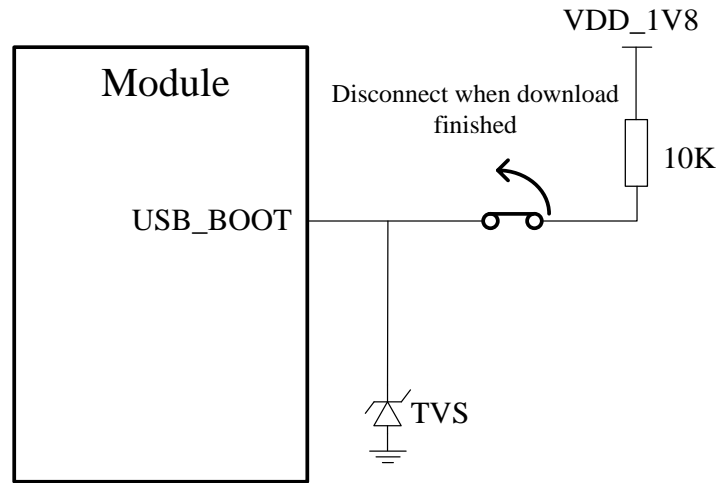 VDD_1V8
Module
Disconnect when download
finished
10K
USB_BOOT
TVS